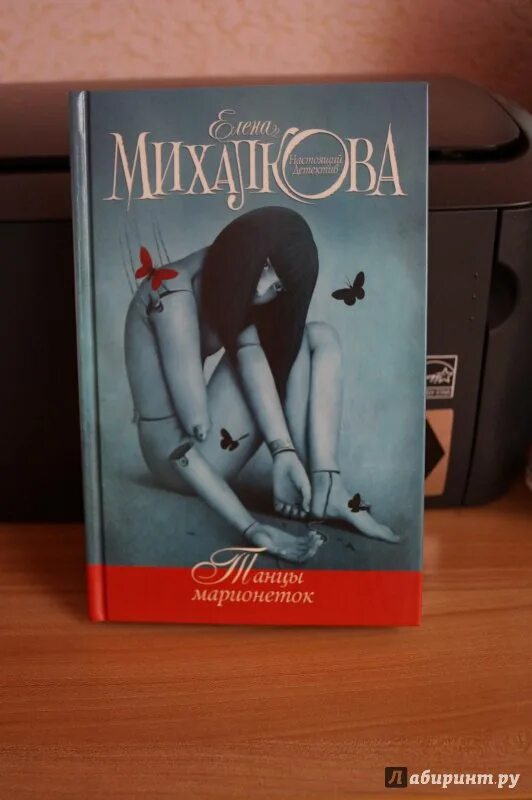 Елена
МИХАЛКОВА
Настоящий
детектив
Танцы
марионеток
Лабиринт.ру